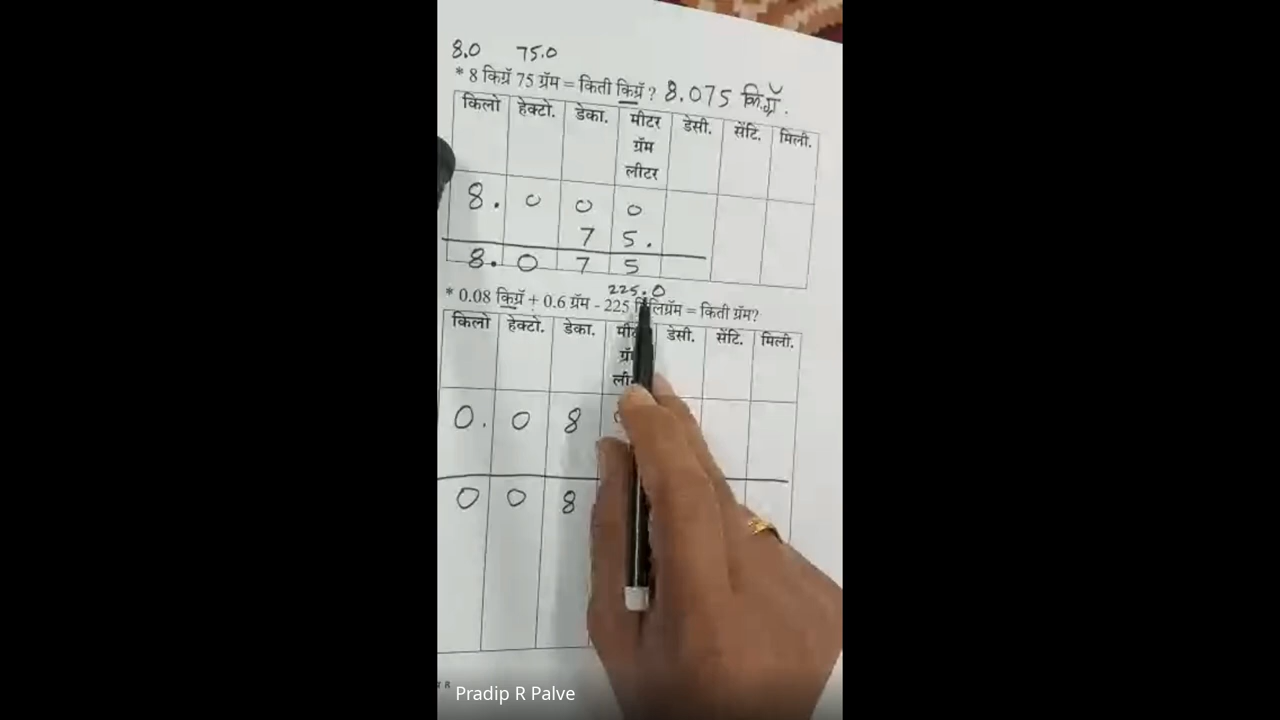 8.0 75.0
* 8 किग्रॅ 75 ग्रॅम = किती किग्रॅ ? 8.075 कि.ग्रॅ.
किलो हेक्टो. डेका. मीटर डेसी. सेंटि. मिली.
ग्रॅम
लीटर
8. 0 0 0
7 5.
8. 0 7 5
225.0
* 0.08 किग्रॅ + 0.6 ग्रॅम - 225 = किती ग्रॅम?
किलो हेक्टो. डेका. डेसी. सेंटि. मिली.
0. 0 8
0 0 8
Pradip R Palve